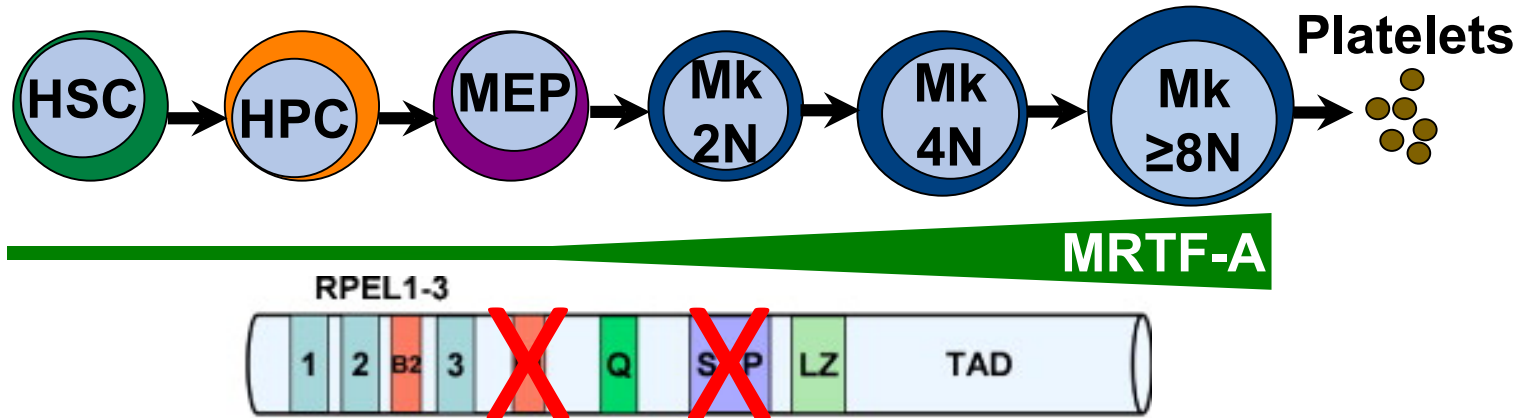 Platelets
HSC
HPC
MEP
Mk
2N
Mk
4N
Mk
≥8N
MRTF-A
RPEL1-3
1
2
B2
3
Q
LZ
TAD